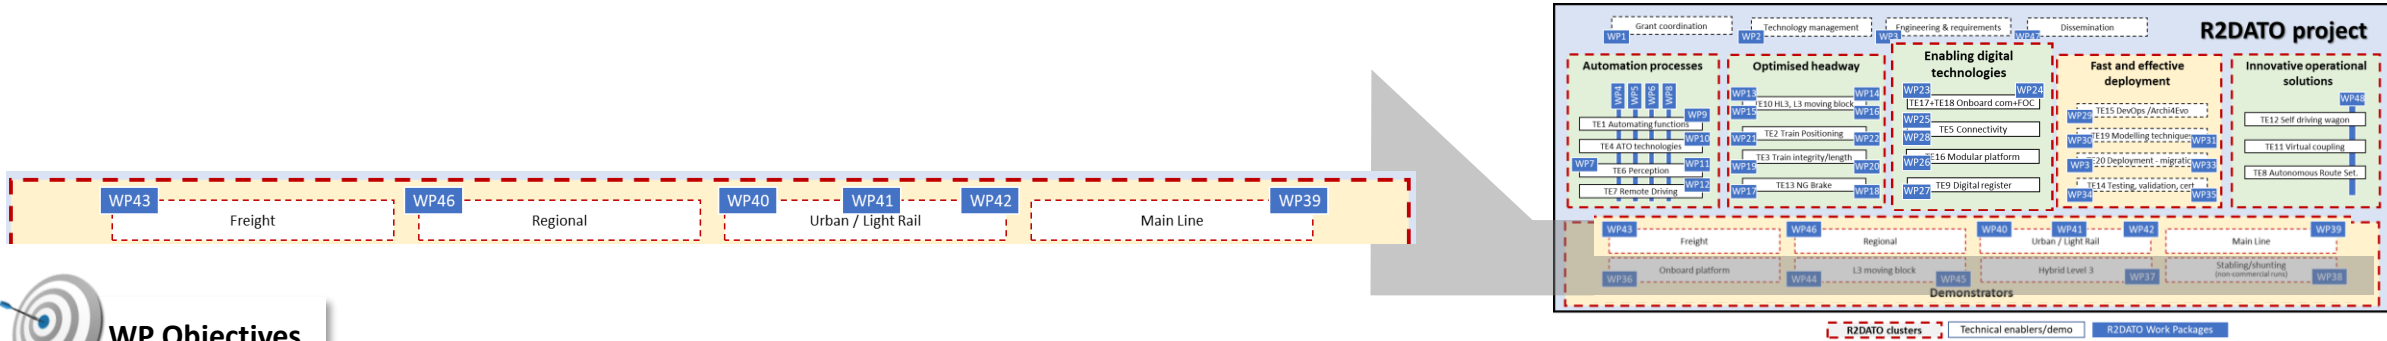 WP43
WP46
WP40
WP41
WP42
WP39
Freight
Regional
Urban / Light Rail
Main Line
WP Objectives
R2DATO project
Grant coordination
WP1
Technology management
WP2
Engineering & requirements
WP3
Dissemination
WP47
Automation processes
WP4
WP5
WP6
WP8
WP9
TE1 Automating functions
WP10
TE4 ATO technologies
WP7
WP11
TE6 Perception
WP12
TE7 Remote Driving
Optimised headway
WP13
WP14
TE10 HL3, L3 moving block
WP15
WP16
TE2 Train Positioning
WP21
WP22
TE3 Train integrity/length
WP19
WP20
TE13 NG Brake
WP17
WP18
Enabling digital
technologies
WP23
WP24
TE17+TE18 Onboard com+FOC
WP25
TE5 Connectivity
WP28
TE16 Modular platform
WP26
TE9 Digital register
WP27
Fast and effective
deployment
TE15 DevOps /Archi4Evo
WP29
TE19 Modelling techniques
WP30
WP31
TE20 Deployment - migratio
WP3
WP33
TE14 Testing, validation, cert
WP34
WP35
Innovative operational
solutions
WP48
TE12 Self driving wagon
TE11 Virtual coupling
TE8 Autonomous Route Set.
WP43
WP46
WP40
WP41
WP42
WP39
Freight
Regional
Urban / Light Rail
Main Line
Onboard platform
L3 moving block
Hybrid Level 3
Stabling/shunting
(non-commercial runs)
WP36
WP44
WP45
WP37
WP38
Demonstrators
R2DATO clusters
Technical enablers/demo
R2DATO Work Packages